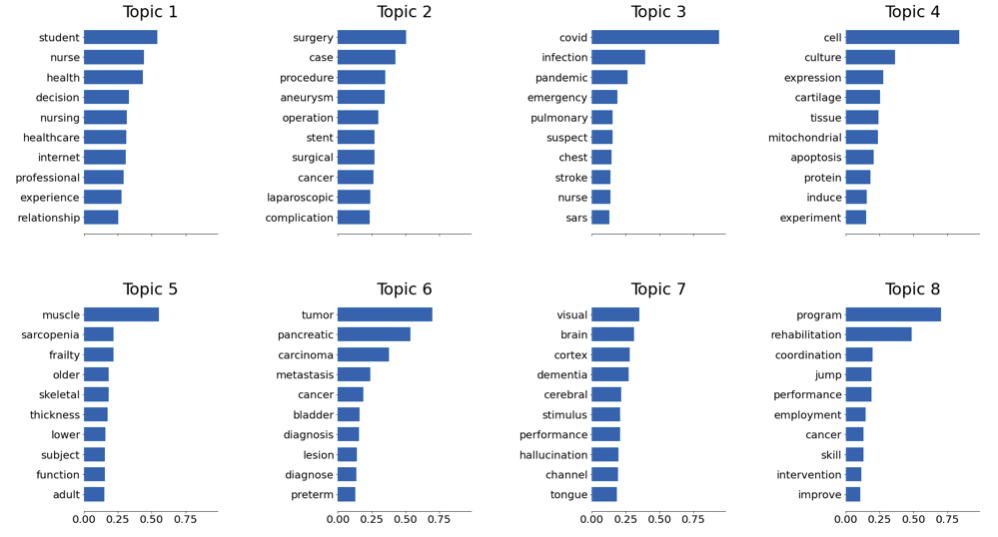 Topic 1
student
nurse
health
decision
nursing
healthcare
internet
professional
experience
relationship
Topic 2
surgery
case
procedure
aneurysm
operation
stent
surgical
cancer
laparoscopic
complication
Topic 3
covid
infection
pandemic
emergency
pulmonary
suspect
chest
stroke
nurse
sars
Topic 4
cell
culture
expression
cartilage
tissue
mitochondrial
apoptosis
protein
induce
experiment
Topic 5
muscle
sarcopenia
frailty
older
skeletal
thickness
lower
subject
function
adult
0.00 0.25 0.50 0.75
Topic 6
tumor
pancreatic
carcinoma
metastasis
cancer
bladder
diagnosis
lesion
diagnose
preterm
0.00 0.25 0.50 0.75
Topic 7
visual
brain
cortex
dementia
cerebral
stimulus
performance
hallucination
channel
tongue
0.00 0.25 0.50 0.75
Topic 8
program
rehabilitation
coordination
jump
performance
employment
cancer
skill
intervention
improve
0.00 0.25 0.50 0.75